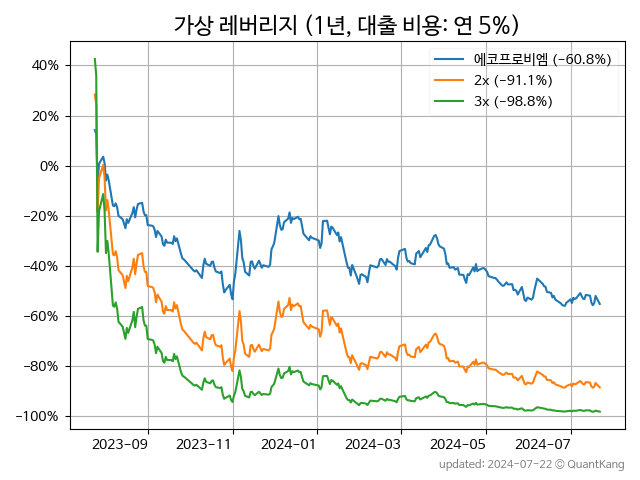 가상 레버리지 (1년, 대출 비용: 연 5%)
에코프로비엠 (-60.8%)
2x (-91.1%)
3x (-98.8%)
40%
20%
0%
-20%
-40%
-60%
-80%
-100%
2023-09
2023-11
2024-01
2024-03
2024-05
2024-07
updated: 2024-07-22 © QuantKang